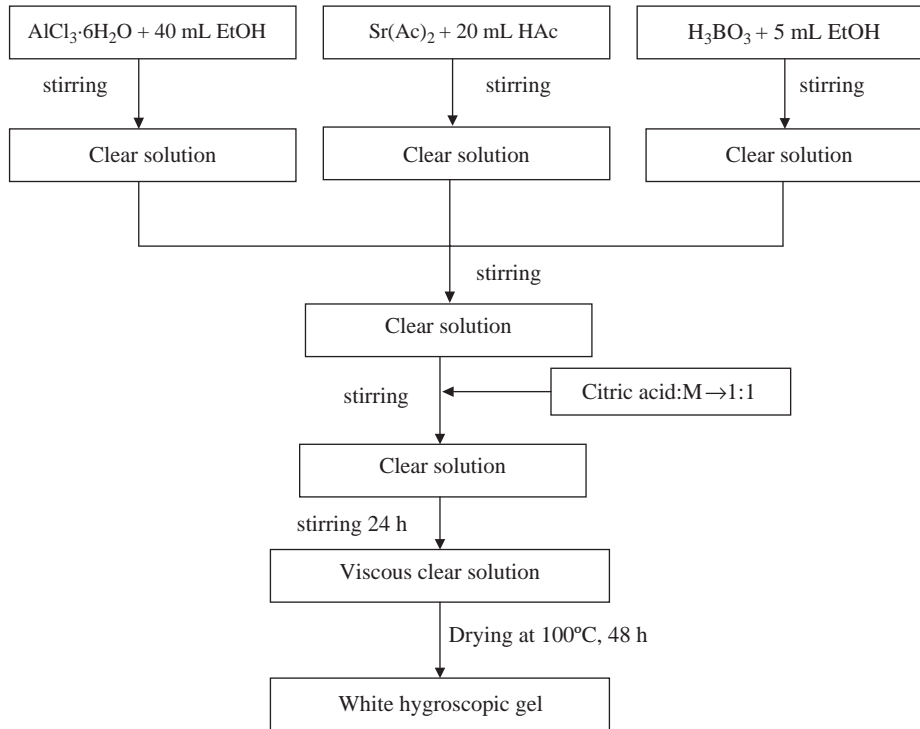 AlCl₃·6H₂O + 40 mL EtOH
Sr(Ac)₂ + 20 mL HAc
H₃BO₃ + 5 mL EtOH
stirring
stirring
stirring
Clear solution
Clear solution
Clear solution
stirring
Clear solution
stirring
Citric acid:M→1:1
Clear solution
stirring 24 h
Viscous clear solution
Drying at 100ºC, 48 h
White hygroscopic gel